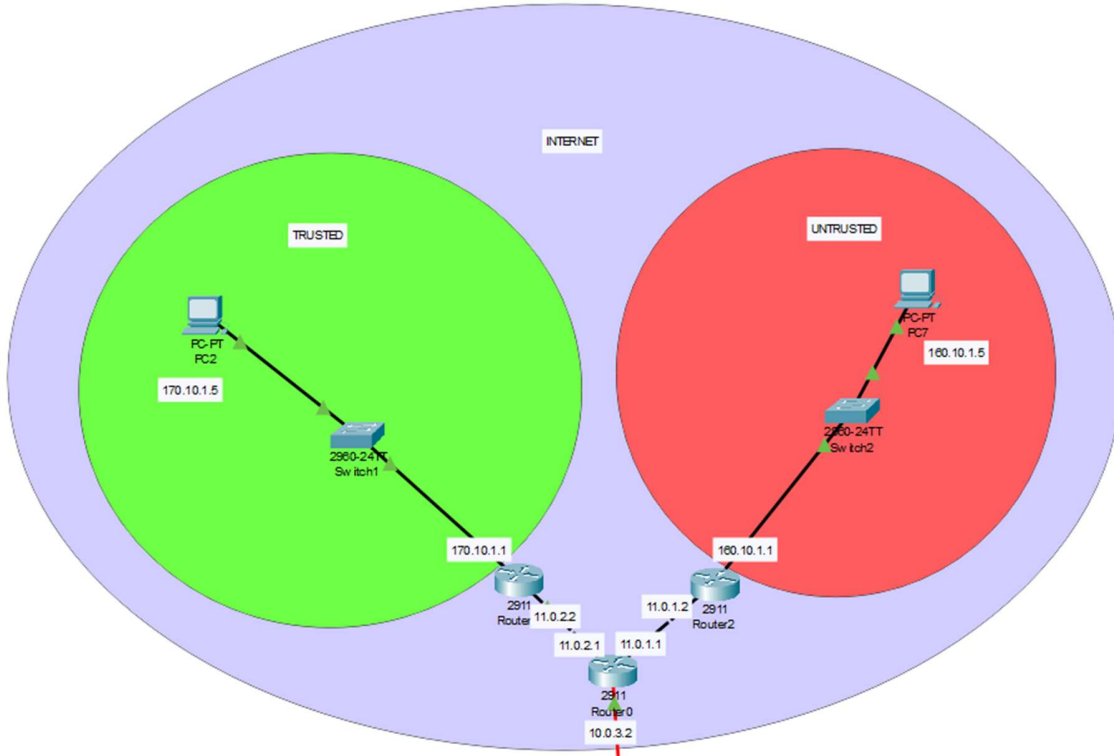 INTERNET
TRUSTED
UNTRUSTED
PC-PT
PC2
170.10.1.5
PC-PT
PC7
160.10.1.5
2960-24TT
Switch1
2960-24TT
Switch2
170.10.1.1
160.10.1.1
2911
Router
11.0.2.2
11.0.1.2
2911
Router2
11.0.2.1
11.0.1.1
2911
Router0
10.0.3.2